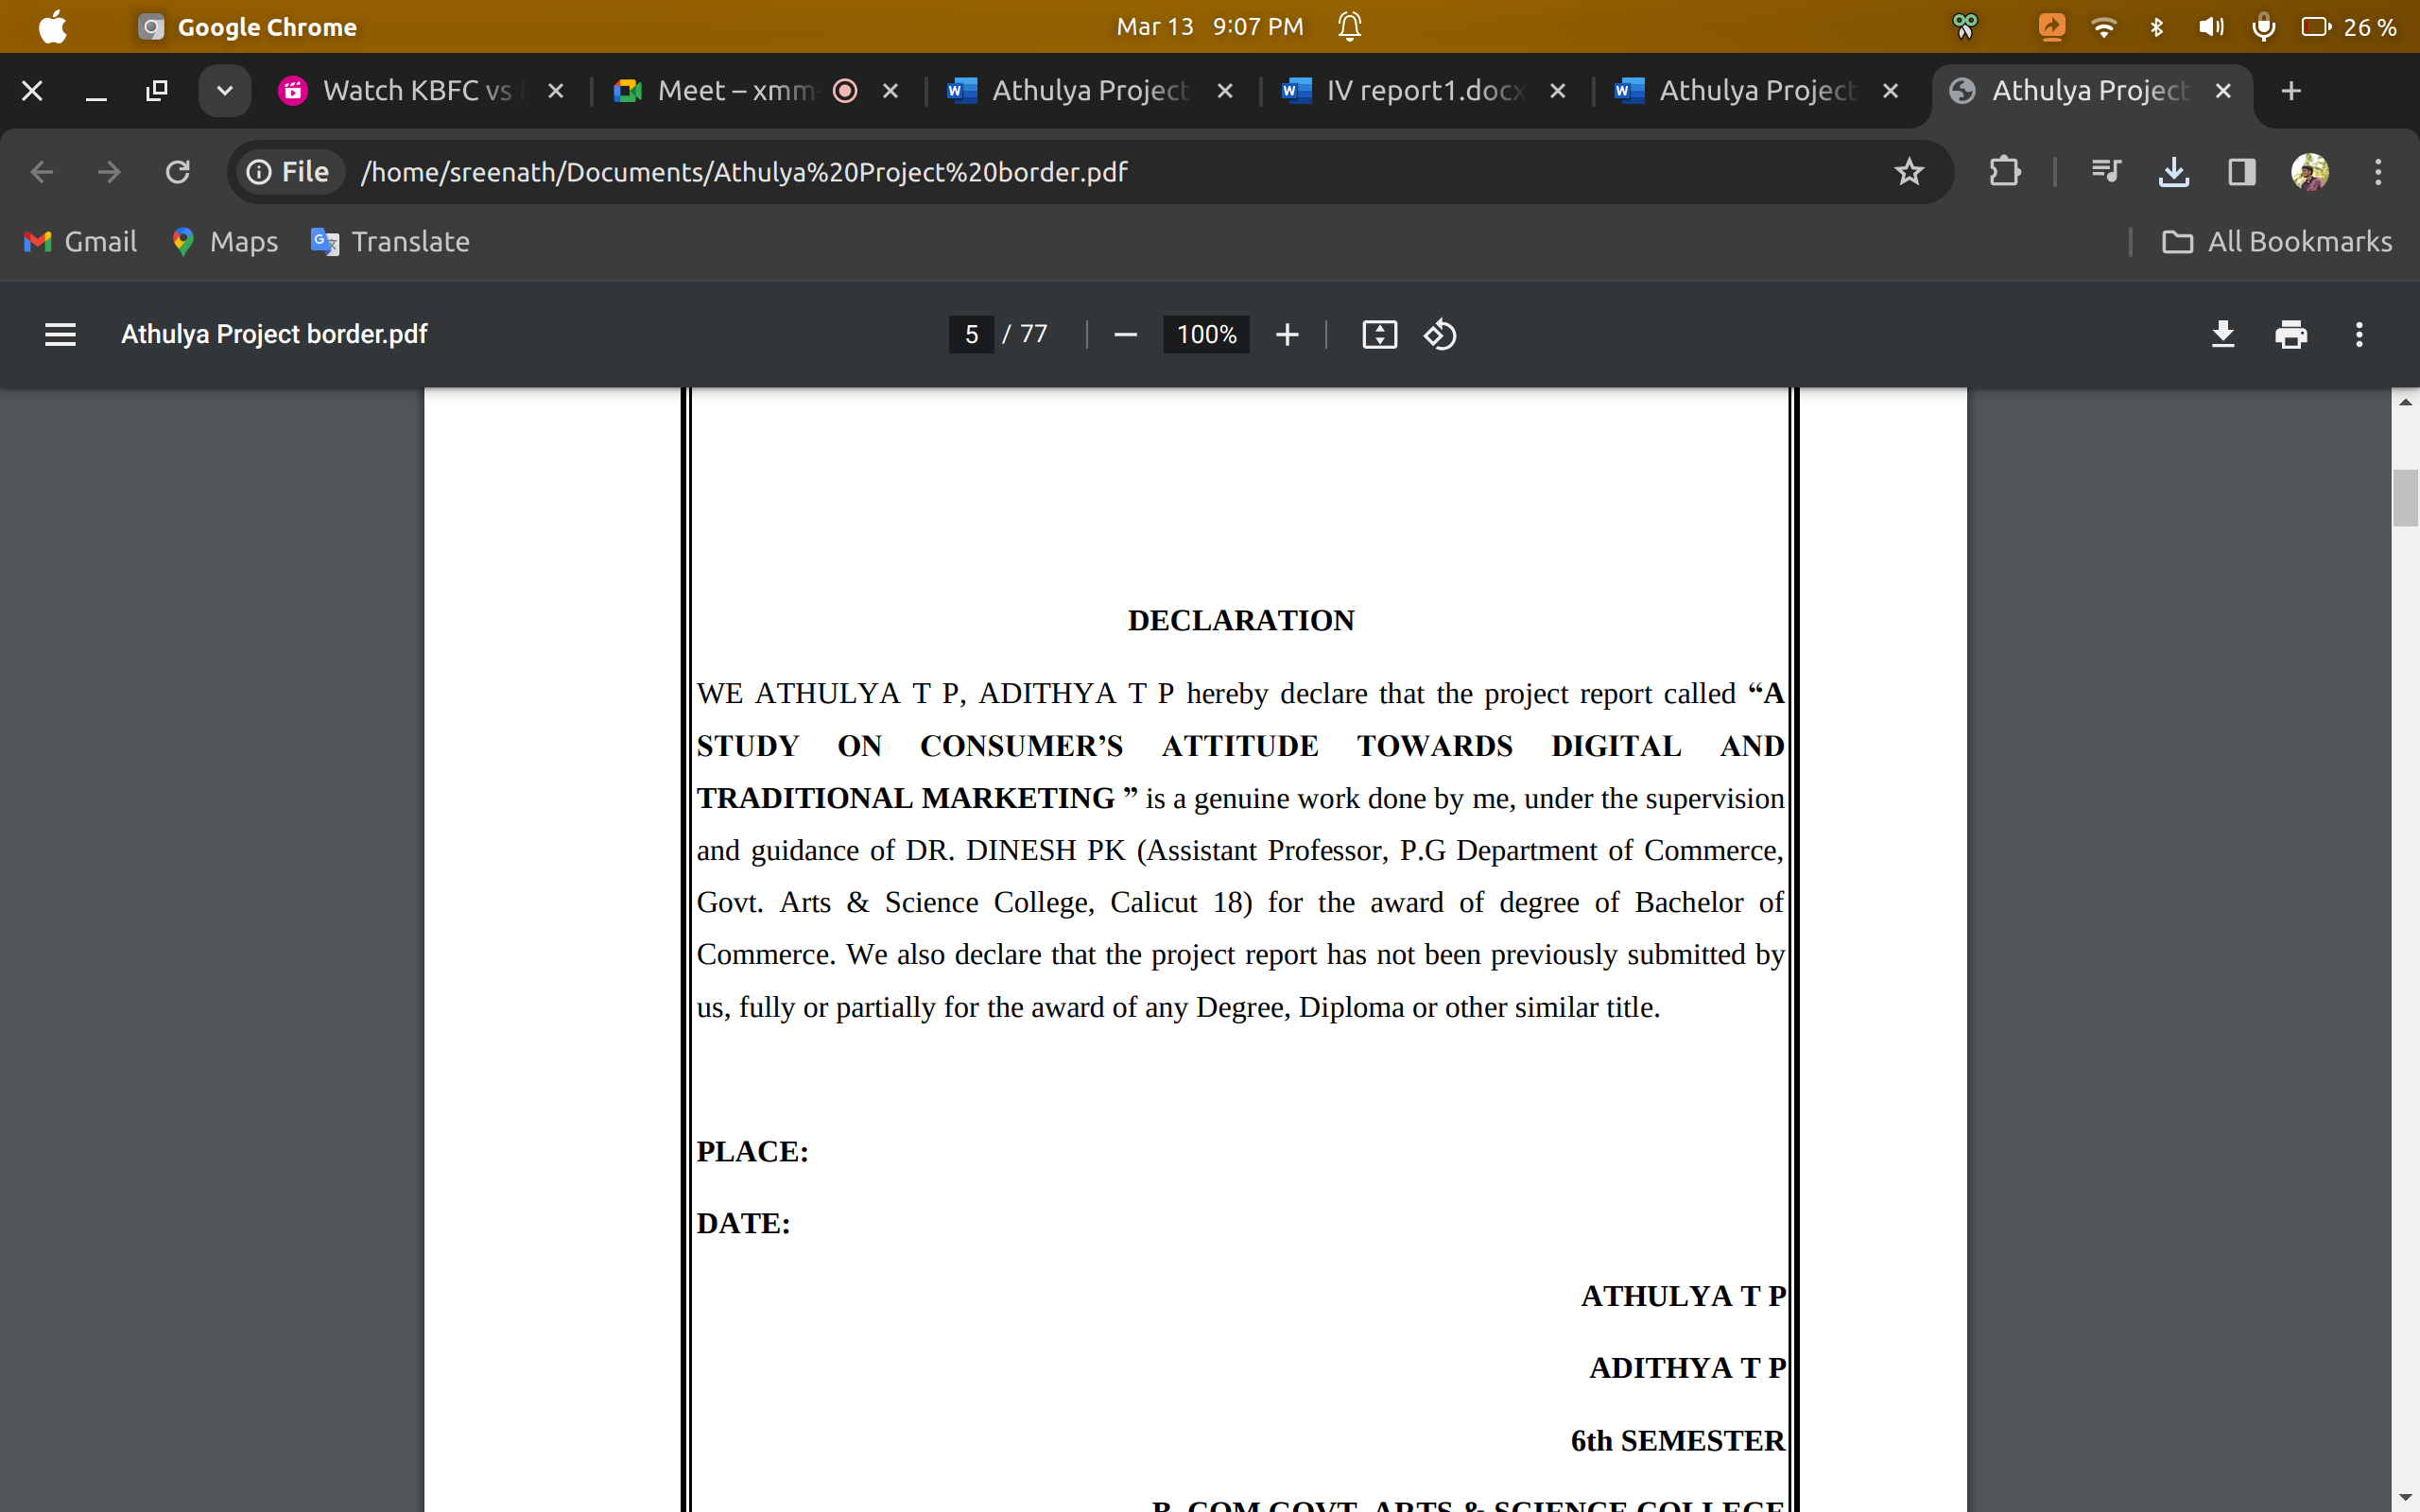 Google Chrome
Mar 13 9:07 PM
26 %
Watch KBFC vs
Meet – xmm
Athulya Project
IV report1.docx
Athulya Project
Athulya Project
File /home/sreenath/Documents/Athulya%20Project%20border.pdf
Gmail
Maps
Translate
All Bookmarks
Athulya Project border.pdf
5 / 77
100%
DECLARATION
WE ATHULYA T P, ADITHYA T P hereby declare that the project report called “A
STUDY ON CONSUMER’S ATTITUDE TOWARDS DIGITAL AND
TRADITIONAL MARKETING ” is a genuine work done by me, under the supervision
and guidance of DR. DINESH PK (Assistant Professor, P.G Department of Commerce,
Govt. Arts & Science College, Calicut 18) for the award of degree of Bachelor of
Commerce. We also declare that the project report has not been previously submitted by
us, fully or partially for the award of any Degree, Diploma or other similar title.
PLACE:
DATE:
ATHULYA T P
ADITHYA T P
6th SEMESTER
B. COM GOVT. ARTS & SCIENCE COLLEGE